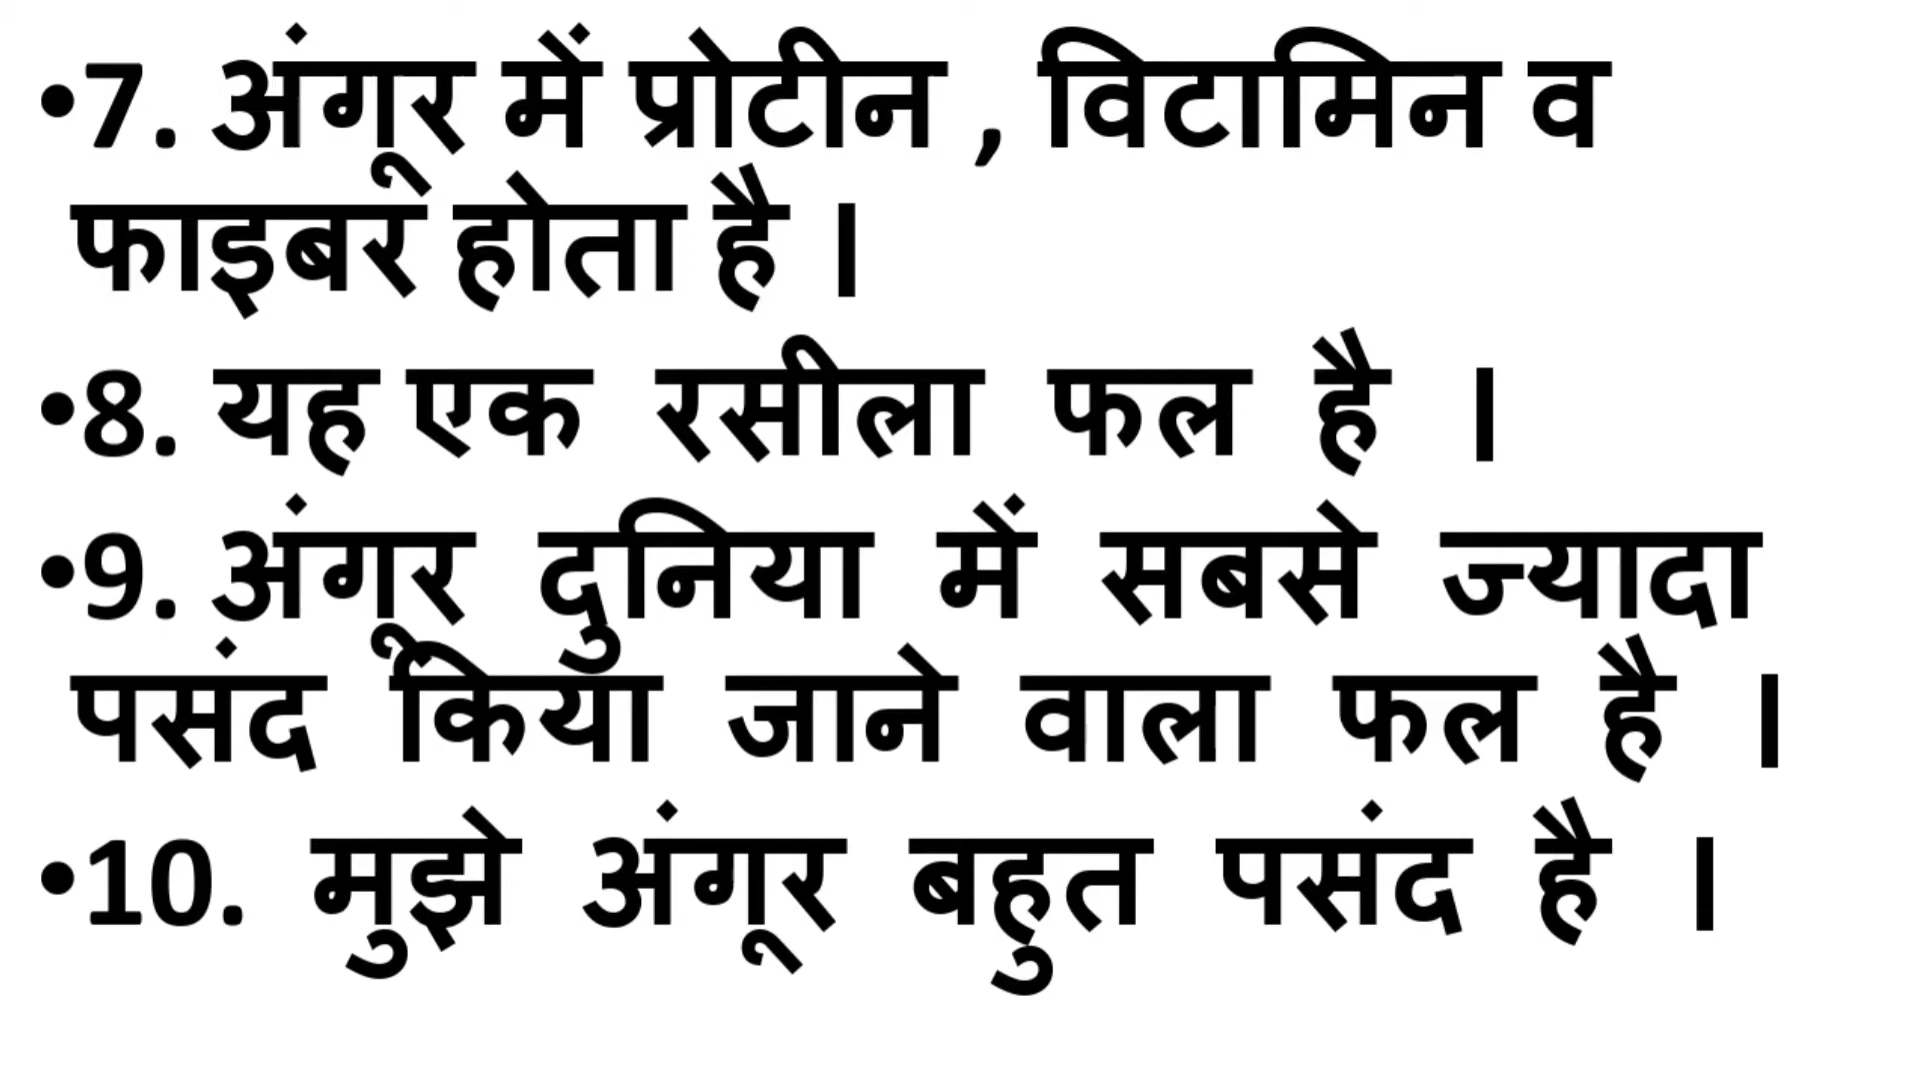 •7. अंगूर में प्रोटीन , विटामिन व
फाइबर होता है ।
•8. यह एक रसीला फल है ।
•9. अंगूर दुनिया में सबसे ज्यादा
पसंद किया जाने वाला फल है ।
•10. मुझे अंगूर बहुत पसंद है ।